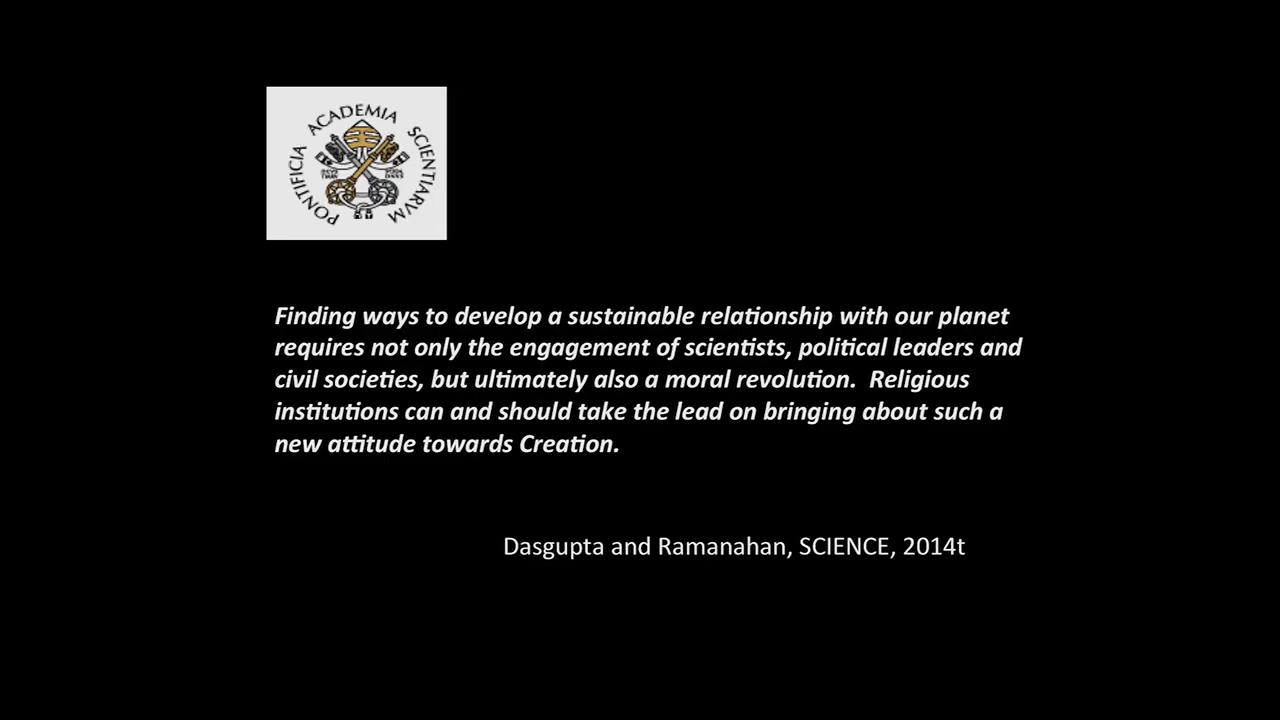 PONTIFICIA ACADEMIA SCIENTIARVM
Finding ways to develop a sustainable relationship with our planet
requires not only the engagement of scientists, political leaders and
civil societies, but ultimately also a moral revolution.  Religious
institutions can and should take the lead on bringing about such a
new attitude towards Creation.
Dasgupta and Ramanahan, SCIENCE, 2014t